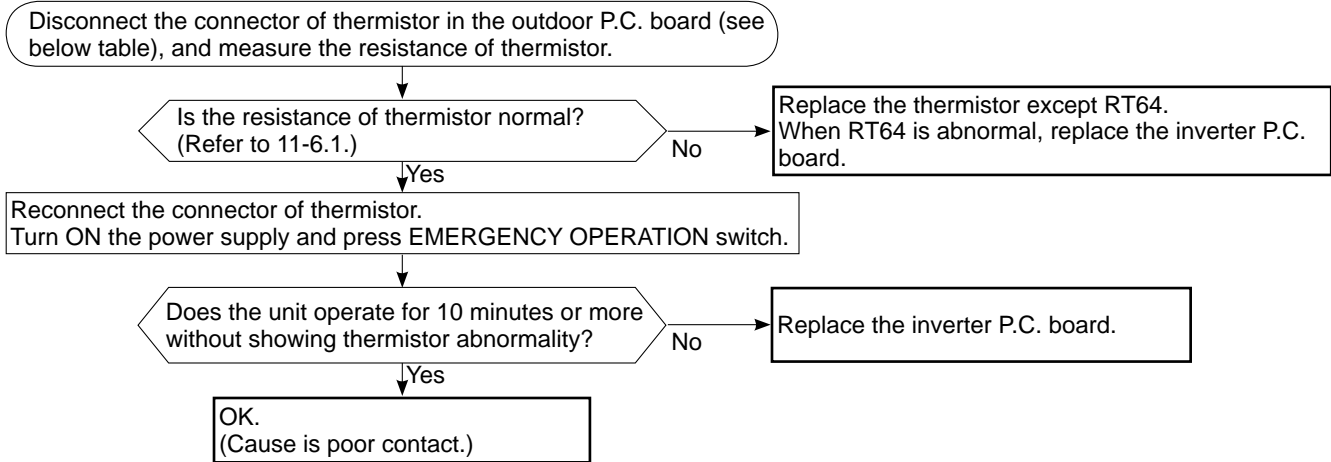 Disconnect the connector of thermistor in the outdoor P.C. board (see
below table), and measure the resistance of thermistor.
Is the resistance of thermistor normal?
(Refer to 11-6.1.)
No
Replace the thermistor except RT64.
When RT64 is abnormal, replace the inverter P.C.
board.
Yes
Reconnect the connector of thermistor.
Turn ON the power supply and press EMERGENCY OPERATION switch.
Does the unit operate for 10 minutes or more
without showing thermistor abnormality?
No
Replace the inverter P.C. board.
Yes
OK.
(Cause is poor contact.)